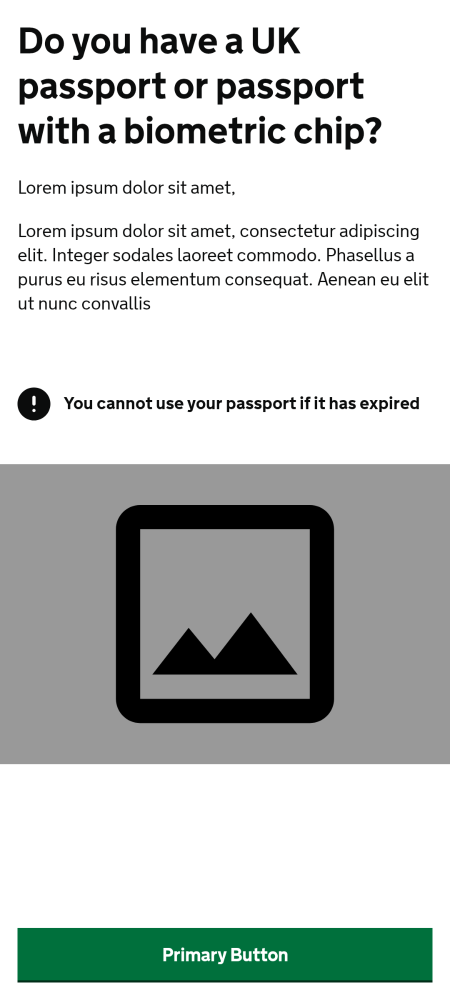 Do you have a UK
passport or passport
with a biometric chip?
Lorem ipsum dolor sit amet,
Lorem ipsum dolor sit amet, consectetur adipiscing
elit. Integer sodales laoreet commodo. Phasellus a
purus eu risus elementum consequat. Aenean eu elit
ut nunc convallis
You cannot use your passport if it has expired
Primary Button